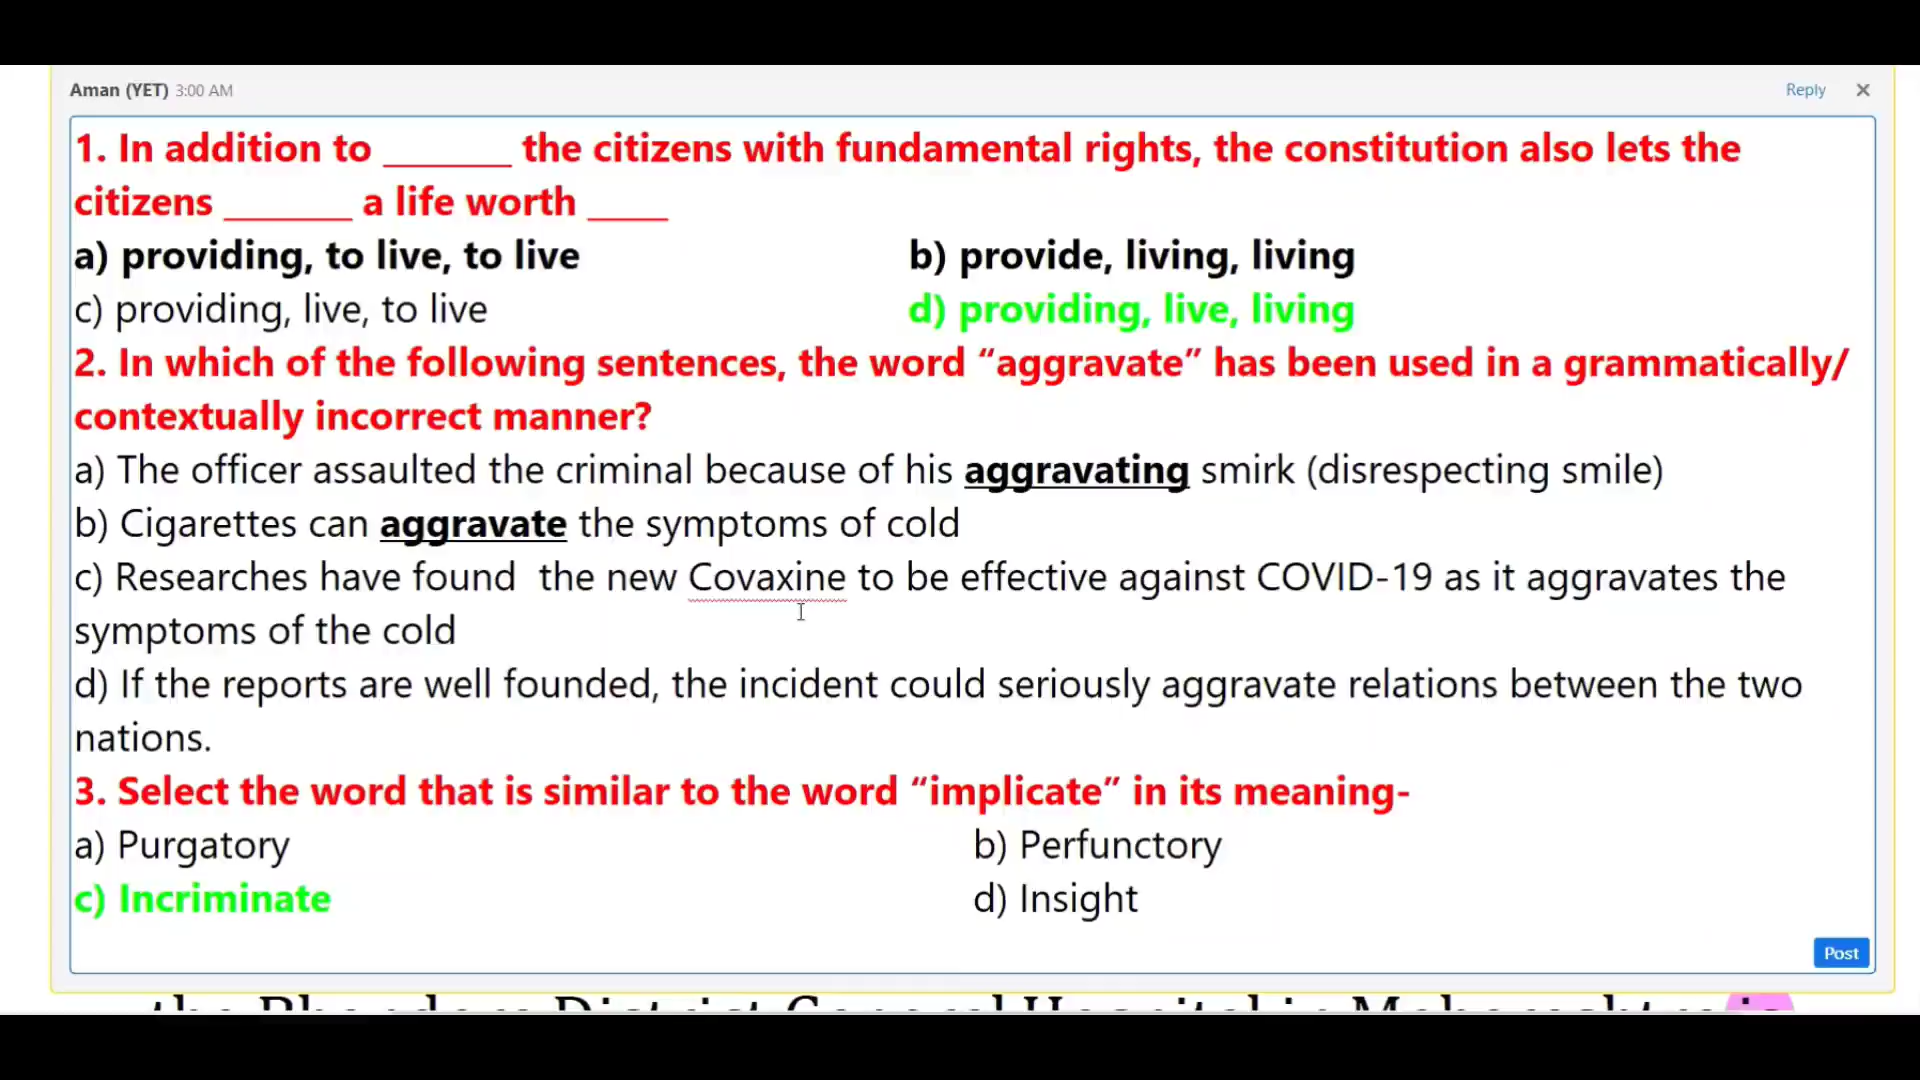 Aman (YET) 3:00 AM Reply
1. In addition to ________ the citizens with fundamental rights, the constitution also lets the
citizens ________ a life worth _____
a) providing, to live, to live b) provide, living, living
c) providing, live, to live d) providing, live, living
2. In which of the following sentences, the word “aggravate” has been used in a grammatically/
contextually incorrect manner?
a) The officer assaulted the criminal because of his aggravating smirk (disrespecting smile)
b) Cigarettes can aggravate the symptoms of cold
c) Researches have found  the new Covaxine to be effective against COVID-19 as it aggravates the
symptoms of the cold
d) If the reports are well founded, the incident could seriously aggravate relations between the two
nations.
3. Select the word that is similar to the word “implicate” in its meaning-
a) Purgatory b) Perfunctory
c) Incriminate d) Insight
Post